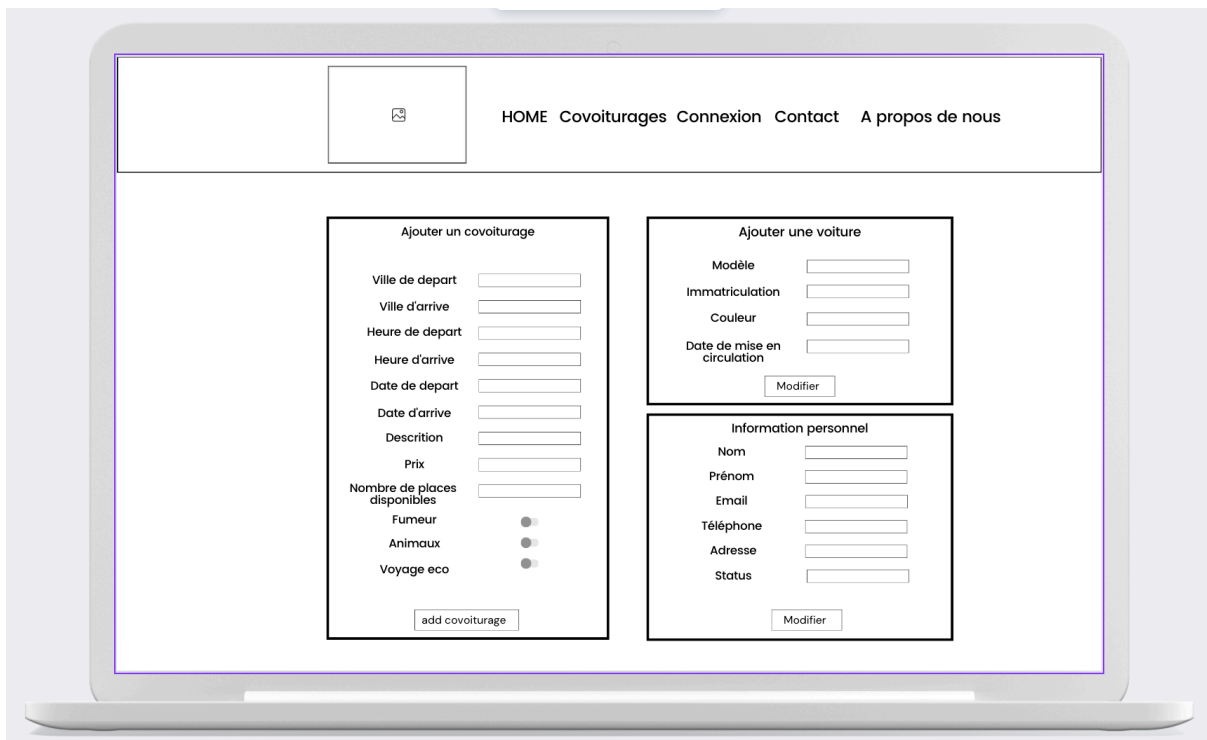 HOME Covoiturages Connexion Contact A propos de nous
Ajouter un covoiturage
Ville de depart
Ville d'arrive
Heure de depart
Heure d'arrive
Date de depart
Date d'arrive
Descrition
Prix
Nombre de places
disponibles
Fumeur
Animaux
Voyage eco
add covoiturage
Ajouter une voiture
Modèle
Immatriculation
Couleur
Date de mise en
circulation
Modifier
Information personnel
Nom
Prénom
Email
Téléphone
Adresse
Status
Modifier